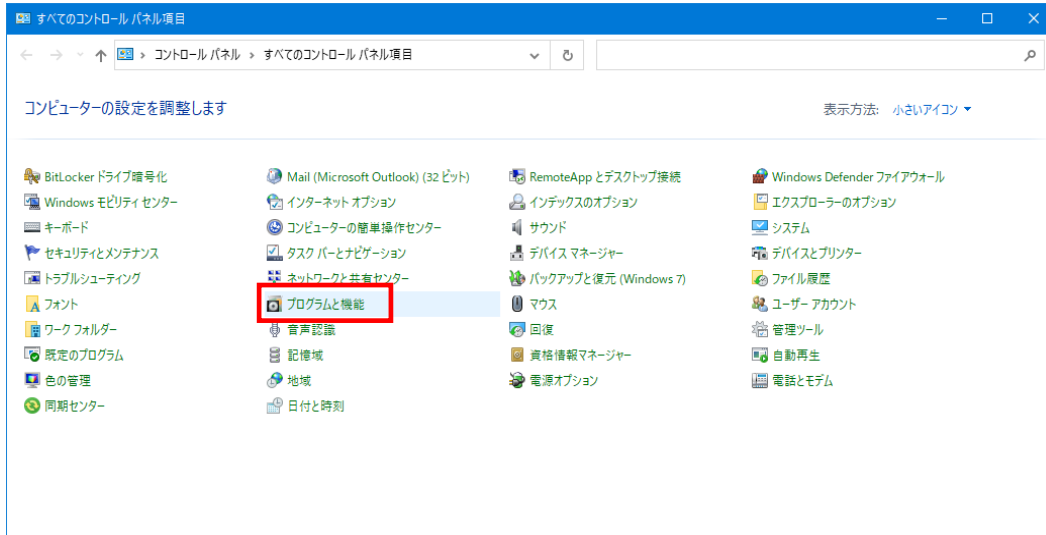 すべてのコントロール パネル項目
コントロール パネル › すべてのコントロール パネル項目
コンピューターの設定を調整します
表示方法: 小さいアイコン
BitLocker ドライブ暗号化
Mail (Microsoft Outlook) (32 ビット)
RemoteApp とデスクトップ接続
Windows Defender ファイアウォール
Windows モビリティ センター
インターネット オプション
インデックスのオプション
エクスプローラーのオプション
キーボード
コンピューターの簡単操作センター
サウンド
システム
セキュリティとメンテナンス
タスク バーとナビゲーション
デバイス マネージャー
デバイスとプリンター
トラブルシューティング
ネットワークと共有センター
バックアップと復元 (Windows 7)
ファイル履歴
フォント
プログラムと機能
マウス
ユーザー アカウント
ワーク フォルダー
音声認識
回復
管理ツール
既定のプログラム
記憶域
資格情報マネージャー
自動再生
色の管理
地域
電源オプション
電話とモデム
同期センター
日付と時刻